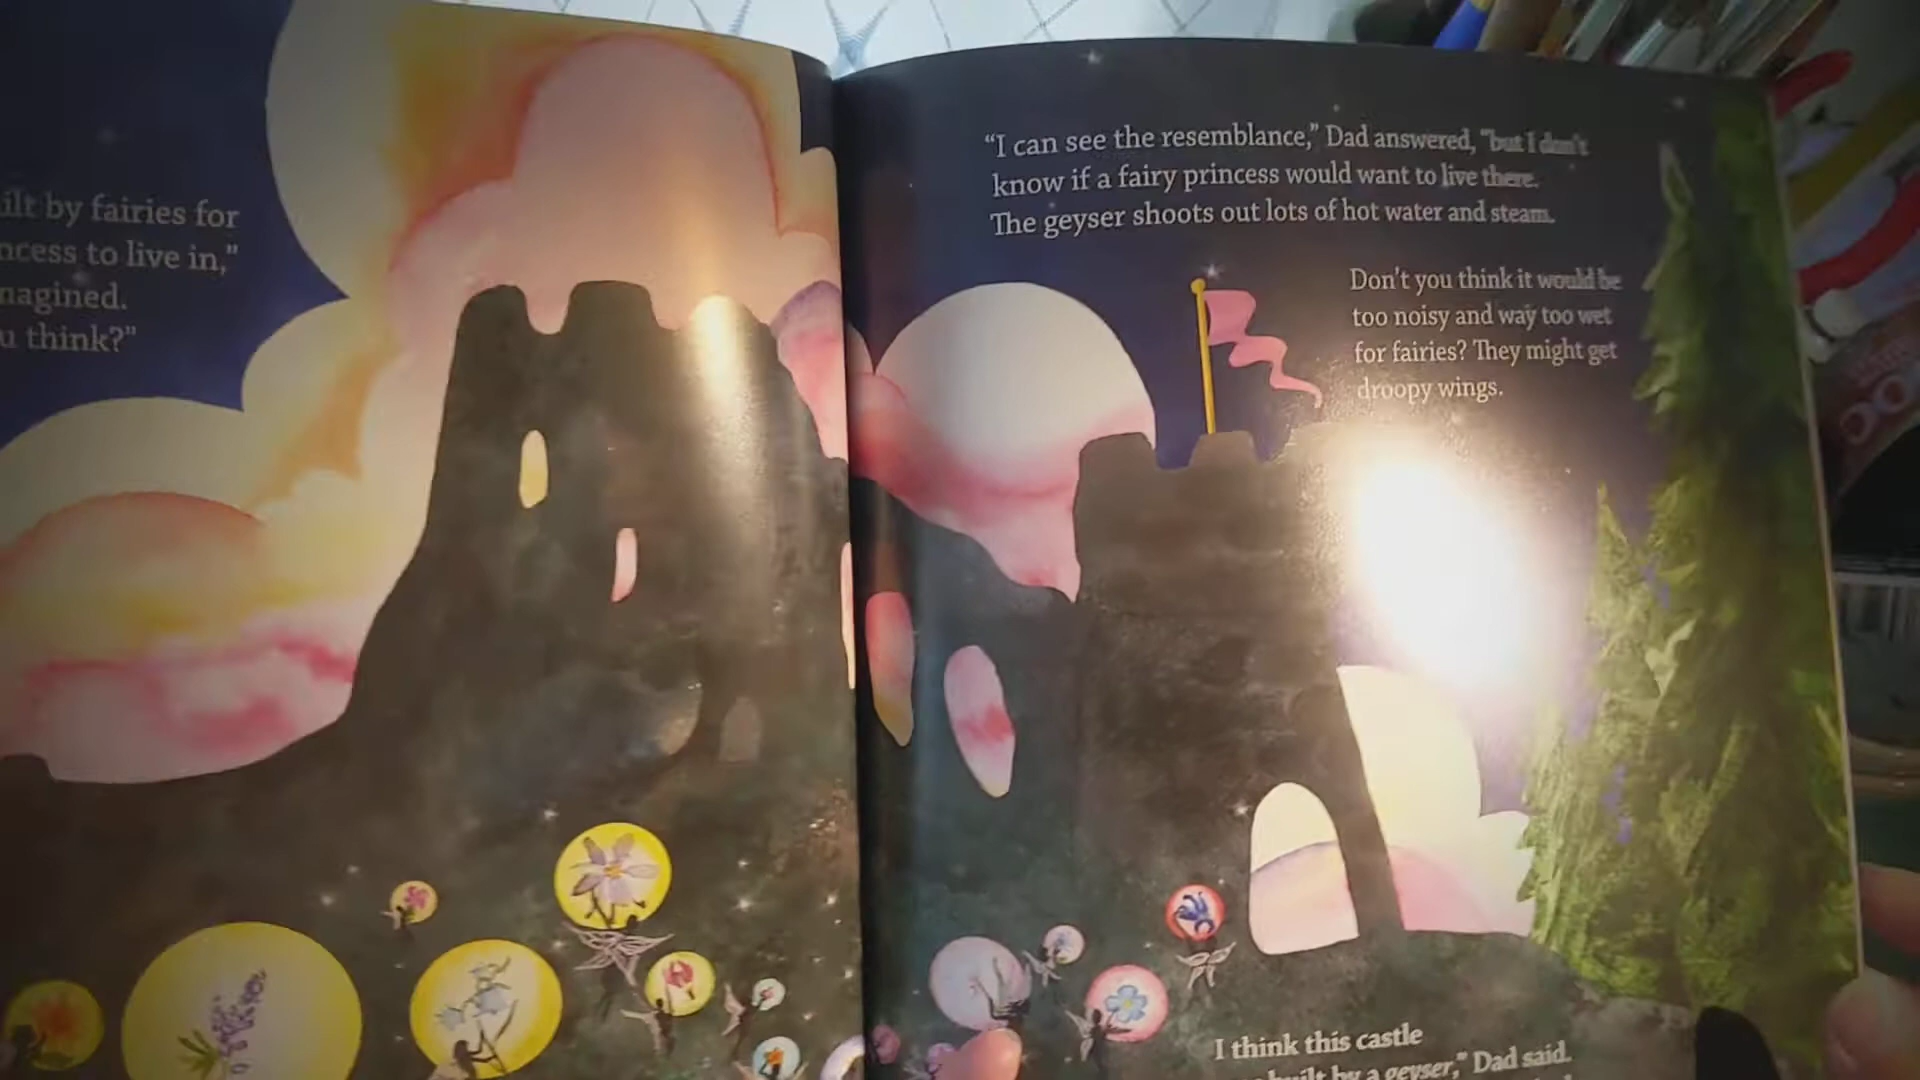 ilt by fairies for
ncess to live in,”
magined.
u think?”
“I can see the resemblance,” Dad answered, “but I don’t
know if a fairy princess would want to live there.
The geyser shoots out lots of hot water and steam.
Don’t you think it would be
too noisy and way too wet
for fairies? They might get
droopy wings.
I think this castle
built by a geyser,” Dad said.